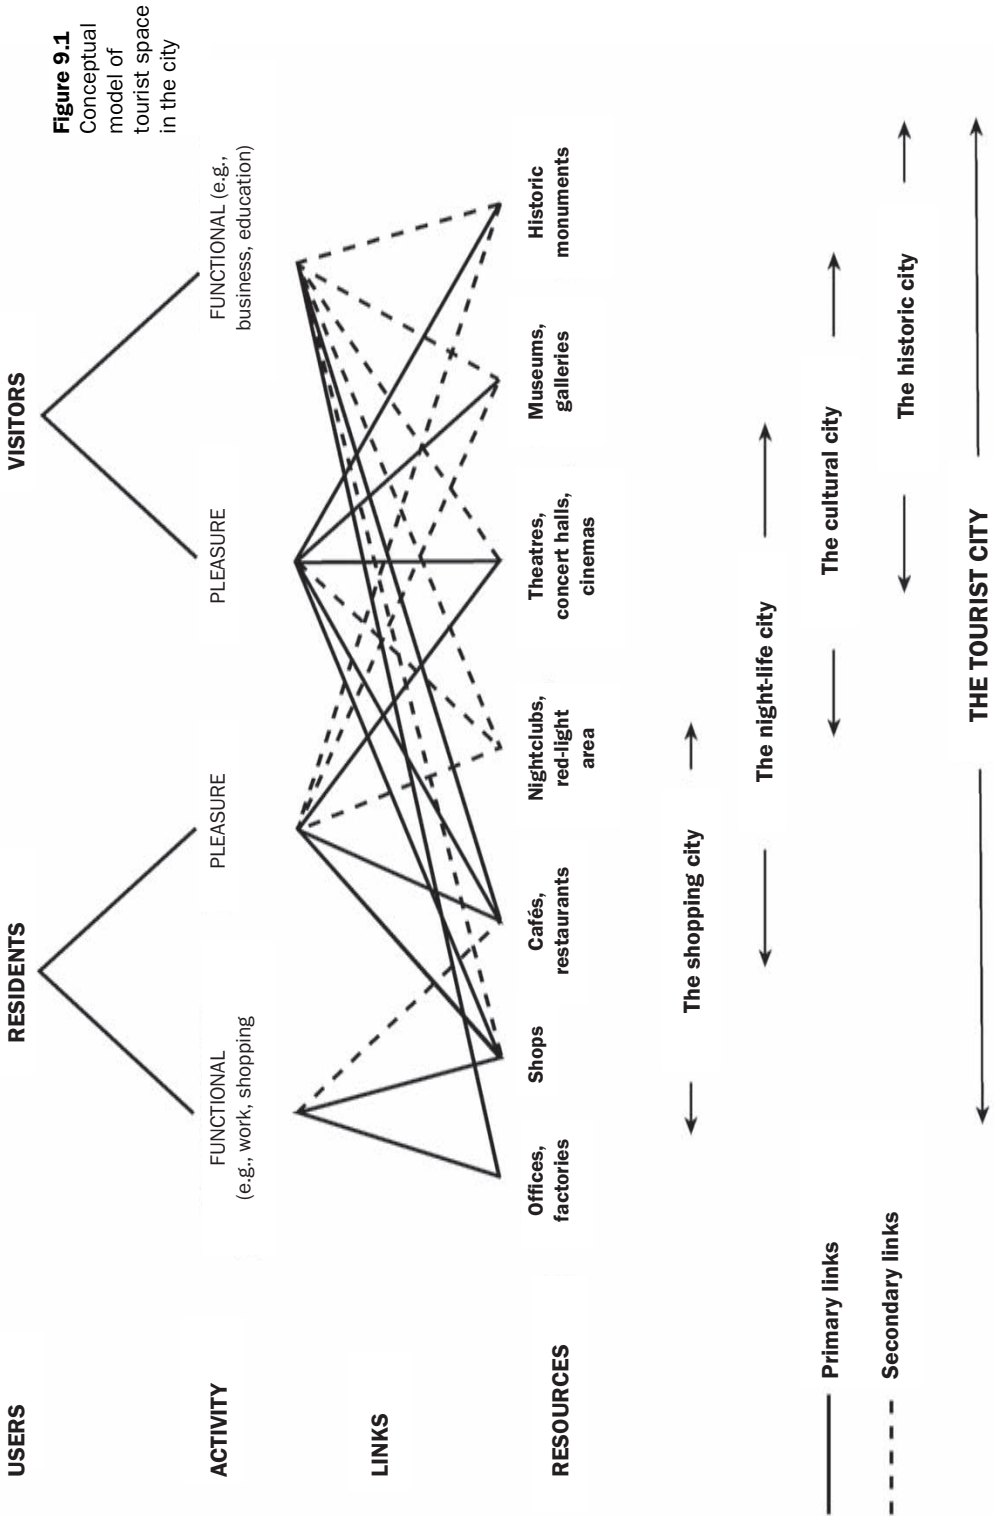 Figure 9.1
Conceptual
model of
tourist space
in the city
USERS
RESIDENTS
VISITORS
ACTIVITY
FUNCTIONAL
(e.g., work, shopping
PLEASURE
PLEASURE
FUNCTIONAL (e.g.,
business, education)
LINKS
RESOURCES
Offices,
factories
Shops
Cafés,
restaurants
Nightclubs,
red-light
area
Theatres,
concert halls,
cinemas
Museums,
galleries
Historic
monuments
The shopping city
The night-life city
The cultural city
The historic city
THE TOURIST CITY
Primary links
Secondary links